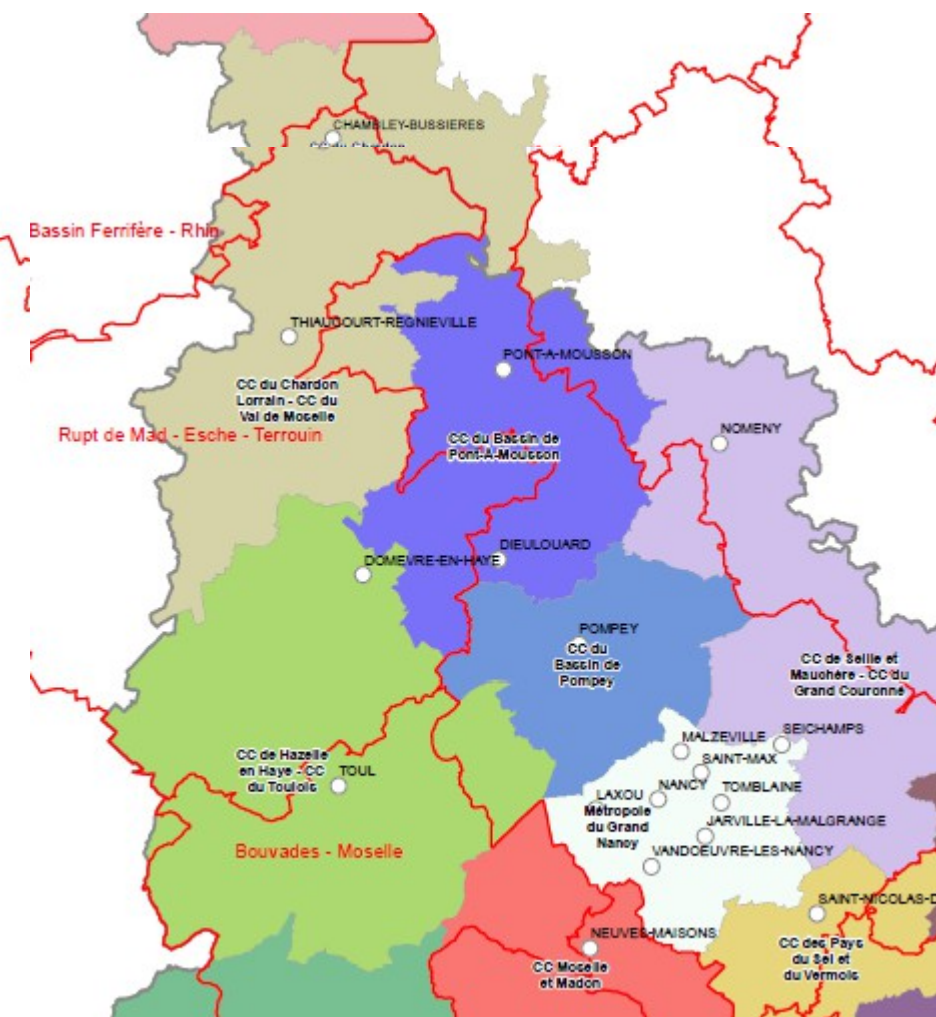 CHAMBLEY-BUSSIERES
CC du Chardon
Bassin Ferrifère - Rhin
THIAUCOURT-REGNIEVILLE
PONT-A-MOUSSON
CC du Chardon
Lorrain - CC du
Val de Moselle
NOMENY
Rupt de Mad - Esche - Terrouin
CC du Bassin de
Pont-A-Mousson
DIEULOUARD
DOMEVRE-EN-HAYE
POMPEY
CC du
Bassin de
Pompey
CC de Seille et
Mauchère - CC du
Grand Couronné
SEICHAMPS
MALZEVILLE
SAINT-MAX
CC de Hazelle
en Haye - CC
du Toulois
TOUL
NANCY
TOMBLAINE
LAXOU
Métropole
du Grand
Nancy
JARVILLE-LA-MALGRANGE
VANDOEUVRE-LES-NANCY
Bouvades - Moselle
SAINT-NICOLAS-D
NEUVES-MAISONS
CC des Pays
du Sel et
du Vermois
CC Moselle
et Madon